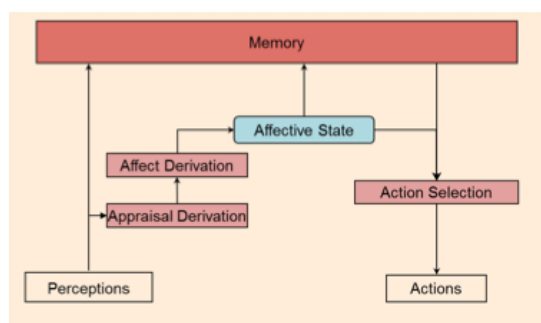 Memory
Affective State
Affect Derivation
Action Selection
Appraisal Derivation
Perceptions
Actions